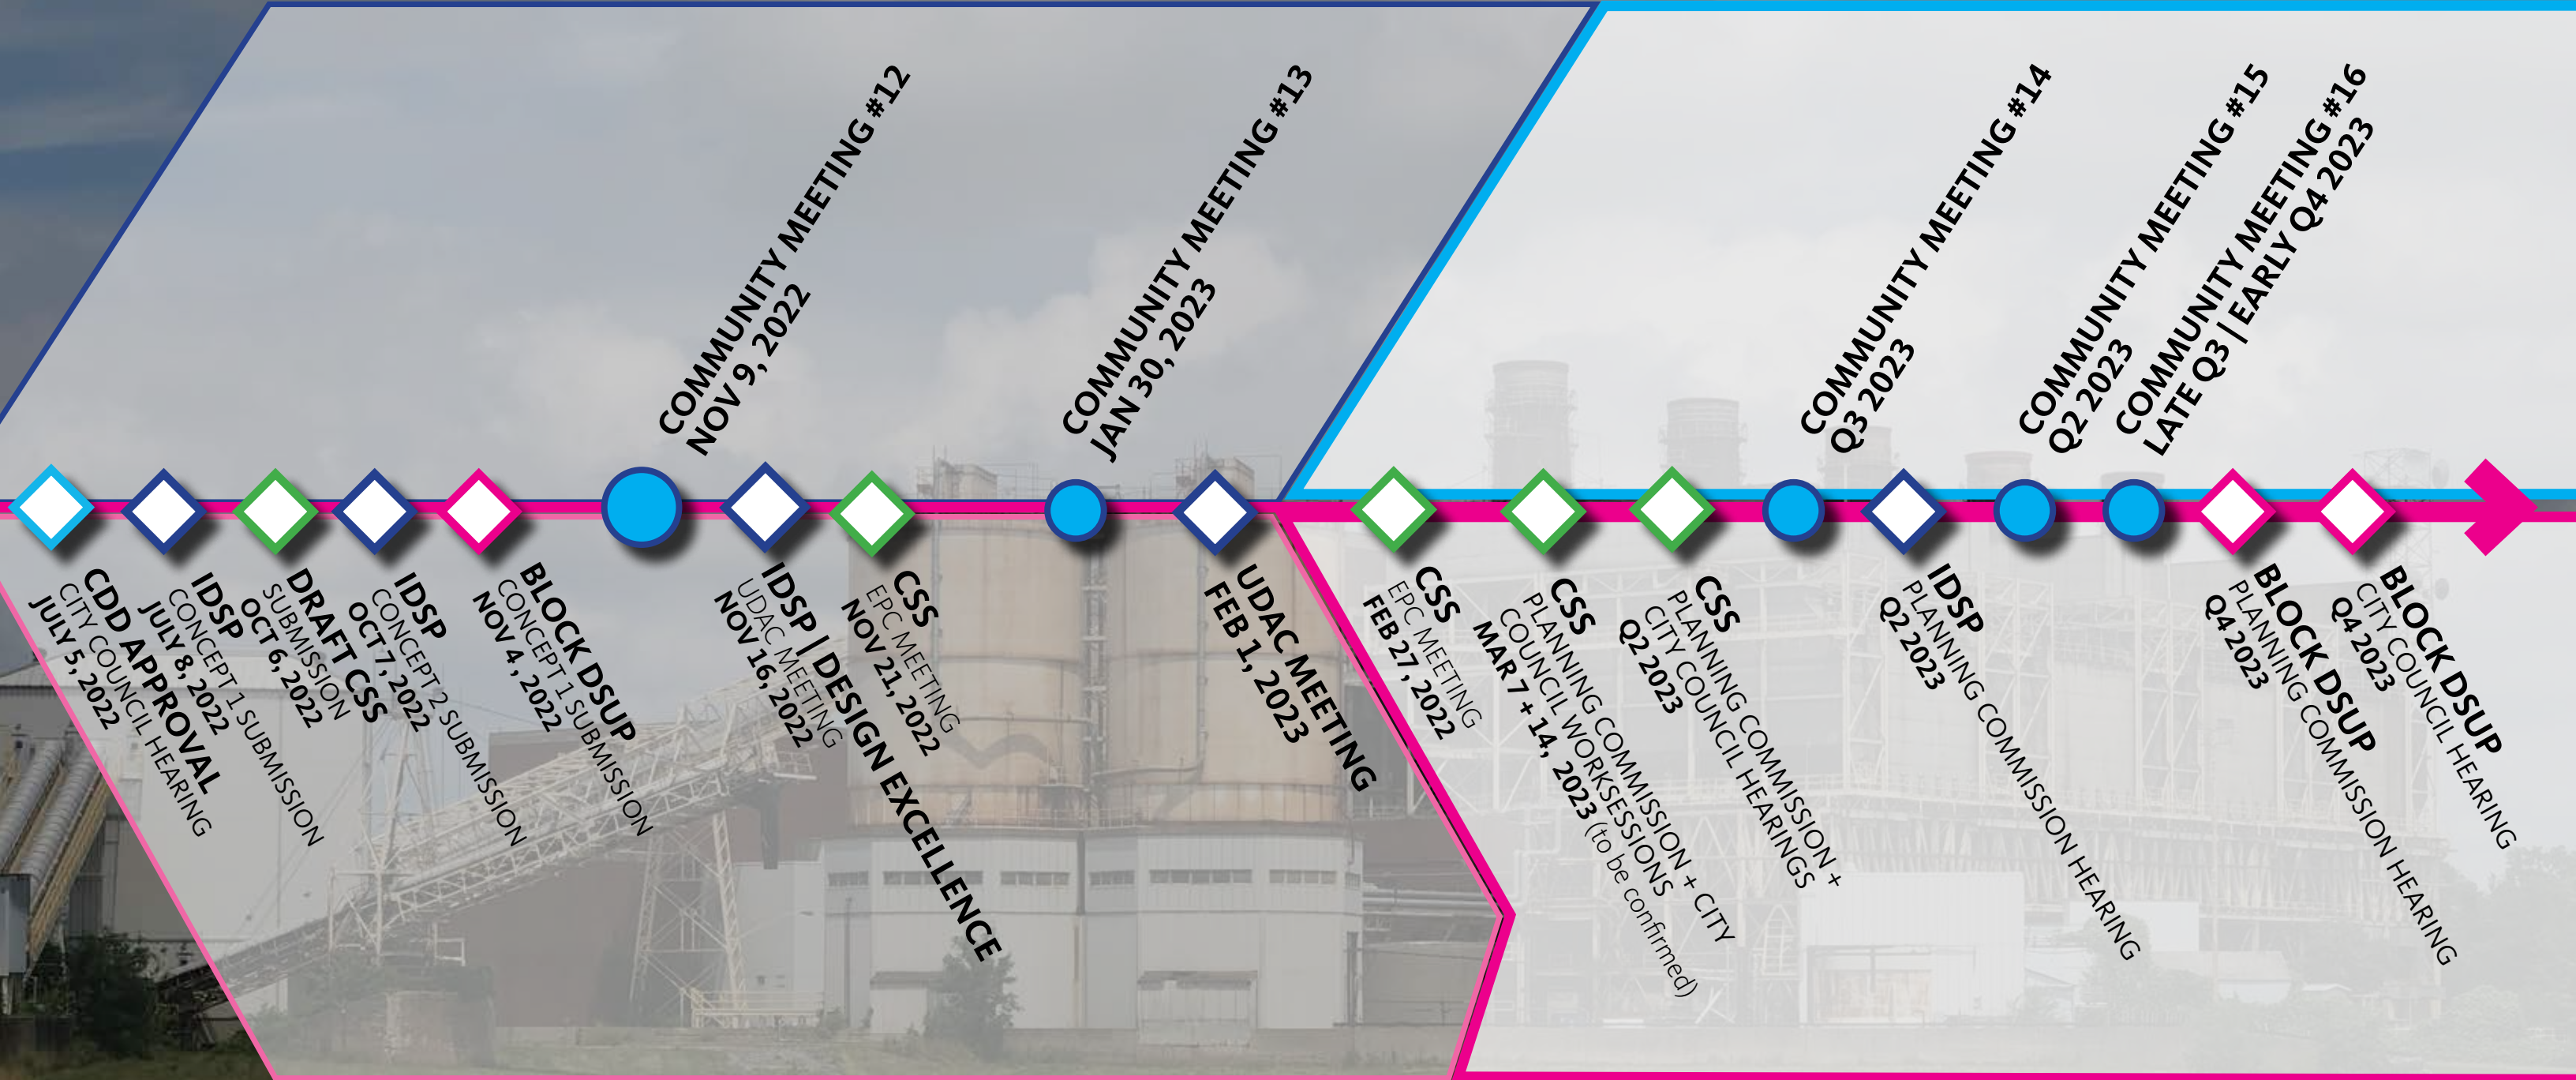 COMMUNITY MEETING #12
NOV 9, 2022
COMMUNITY MEETING #13
JAN 30, 2023
COMMUNITY MEETING #14
Q3 2023
COMMUNITY MEETING #15
Q2 2023
COMMUNITY MEETING #16
LATE Q3 | EARLY Q4 2023
CDD APPROVAL
CITY COUNCIL HEARING
JULY 5, 2022
IDSP
CONCEPT 1 SUBMISSION
JULY 8, 2022
DRAFT CSS
SUBMISSION
OCT 6, 2022
IDSP
CONCEPT 2 SUBMISSION
OCT 7, 2022
BLOCK DSUP
CONCEPT 1 SUBMISSION
NOV 4, 2022
IDSP | DESIGN EXCELLENCE
UDAC MEETING
NOV 16, 2022
CSS
EPC MEETING
NOV 21, 2022
UDAC MEETING
FEB 1, 2023
CSS
EPC MEETING
FEB 27, 2022
CSS
PLANNING COMMISSION + CITY
COUNCIL WORKSESSIONS
MAR 7 + 14, 2023 (to be confirmed)
CSS
PLANNING COMMISSION +
CITY COUNCIL HEARINGS
Q2 2023
IDSP
PLANNING COMMISSION HEARING
Q2 2023
BLOCK DSUP
PLANNING COMMISSION HEARING
Q4 2023
BLOCK DSUP
CITY COUNCIL HEARING
Q4 2023